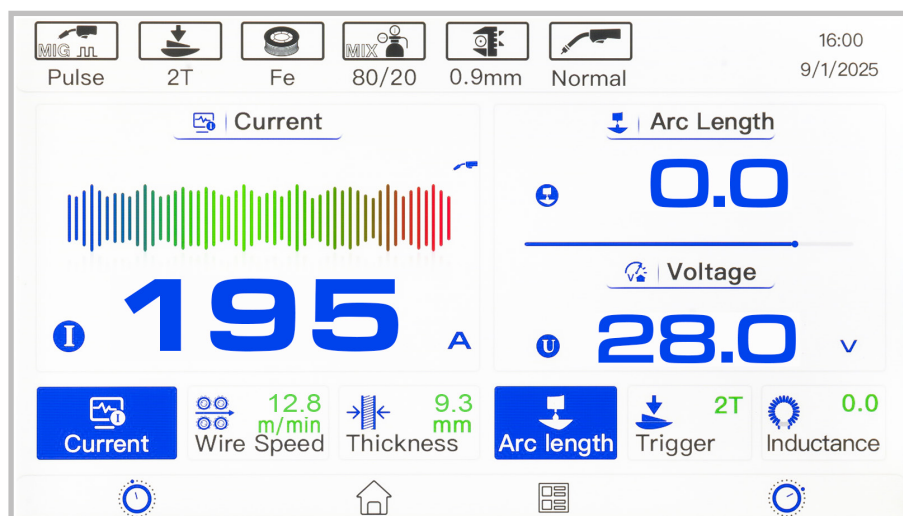 MIG
MIX
Pulse 2T Fe 80/20 0.9mm Normal
16:00
9/1/2025
Current
I
195
A
Arc Length
0.0
Voltage
U
28.0
V
Current
12.8
m/min
Wire Speed
9.3
mm
Thickness
Arc length
2T
Trigger
0.0
Inductance